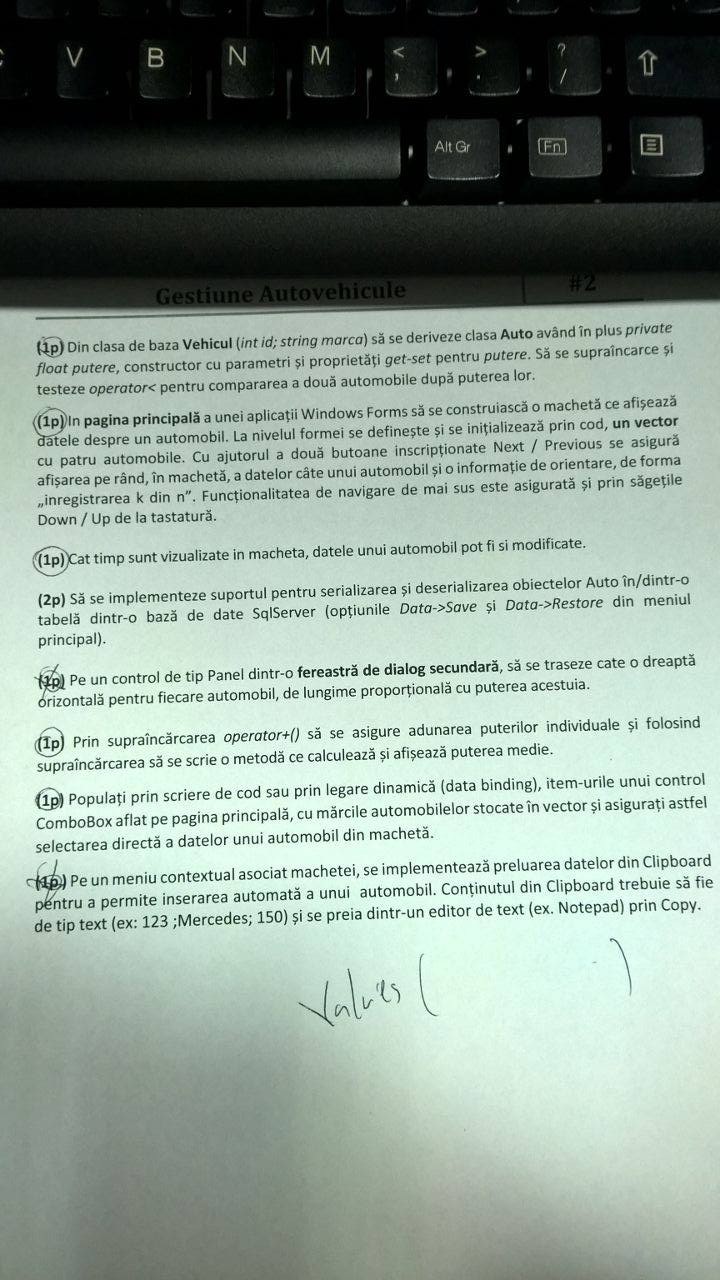 V B N M < , > . ? / ⇧
Alt Gr Fn
Gestiune Autovehicule #2
(1p) Din clasa de baza Vehicul (int id; string marca) să se deriveze clasa Auto având în plus private
float putere, constructor cu parametri și proprietăți get-set pentru putere. Să se supraîncarce și
testeze operator< pentru compararea a două automobile după puterea lor.
(1p) In pagina principală a unei aplicații Windows Forms să se construiască o machetă ce afișează
datele despre un automobil. La nivelul formei se definește și se inițializează prin cod, un vector
cu patru automobile. Cu ajutorul a două butoane inscripționate Next / Previous se asigură
afișarea pe rând, în machetă, a datelor câte unui automobil și o informație de orientare, de forma
„inregistrarea k din n”. Funcționalitatea de navigare de mai sus este asigurată și prin săgețile
Down / Up de la tastatură.
(1p) Cat timp sunt vizualizate in macheta, datele unui automobil pot fi si modificate.
(2p) Să se implementeze suportul pentru serializarea și deserializarea obiectelor Auto în/dintr-o
tabelă dintr-o bază de date SqlServer (opțiunile Data->Save și Data->Restore din meniul
principal).
(1p) Pe un control de tip Panel dintr-o fereastră de dialog secundară, să se traseze cate o dreaptă
orizontală pentru fiecare automobil, de lungime proporțională cu puterea acestuia.
(1p) Prin supraîncărcarea operator+() să se asigure adunarea puterilor individuale și folosind
supraîncărcarea să se scrie o metodă ce calculează și afișează puterea medie.
(1p) Populați prin scriere de cod sau prin legare dinamică (data binding), item-urile unui control
ComboBox aflat pe pagina principală, cu mărcile automobilelor stocate în vector și asigurați astfel
selectarea directă a datelor unui automobil din machetă.
(1p) Pe un meniu contextual asociat machetei, se implementează preluarea datelor din Clipboard
pentru a permite inserarea automată a unui automobil. Conținutul din Clipboard trebuie să fie
de tip text (ex: 123 ;Mercedes; 150) și se preia dintr-un editor de text (ex. Notepad) prin Copy.
Values ( )